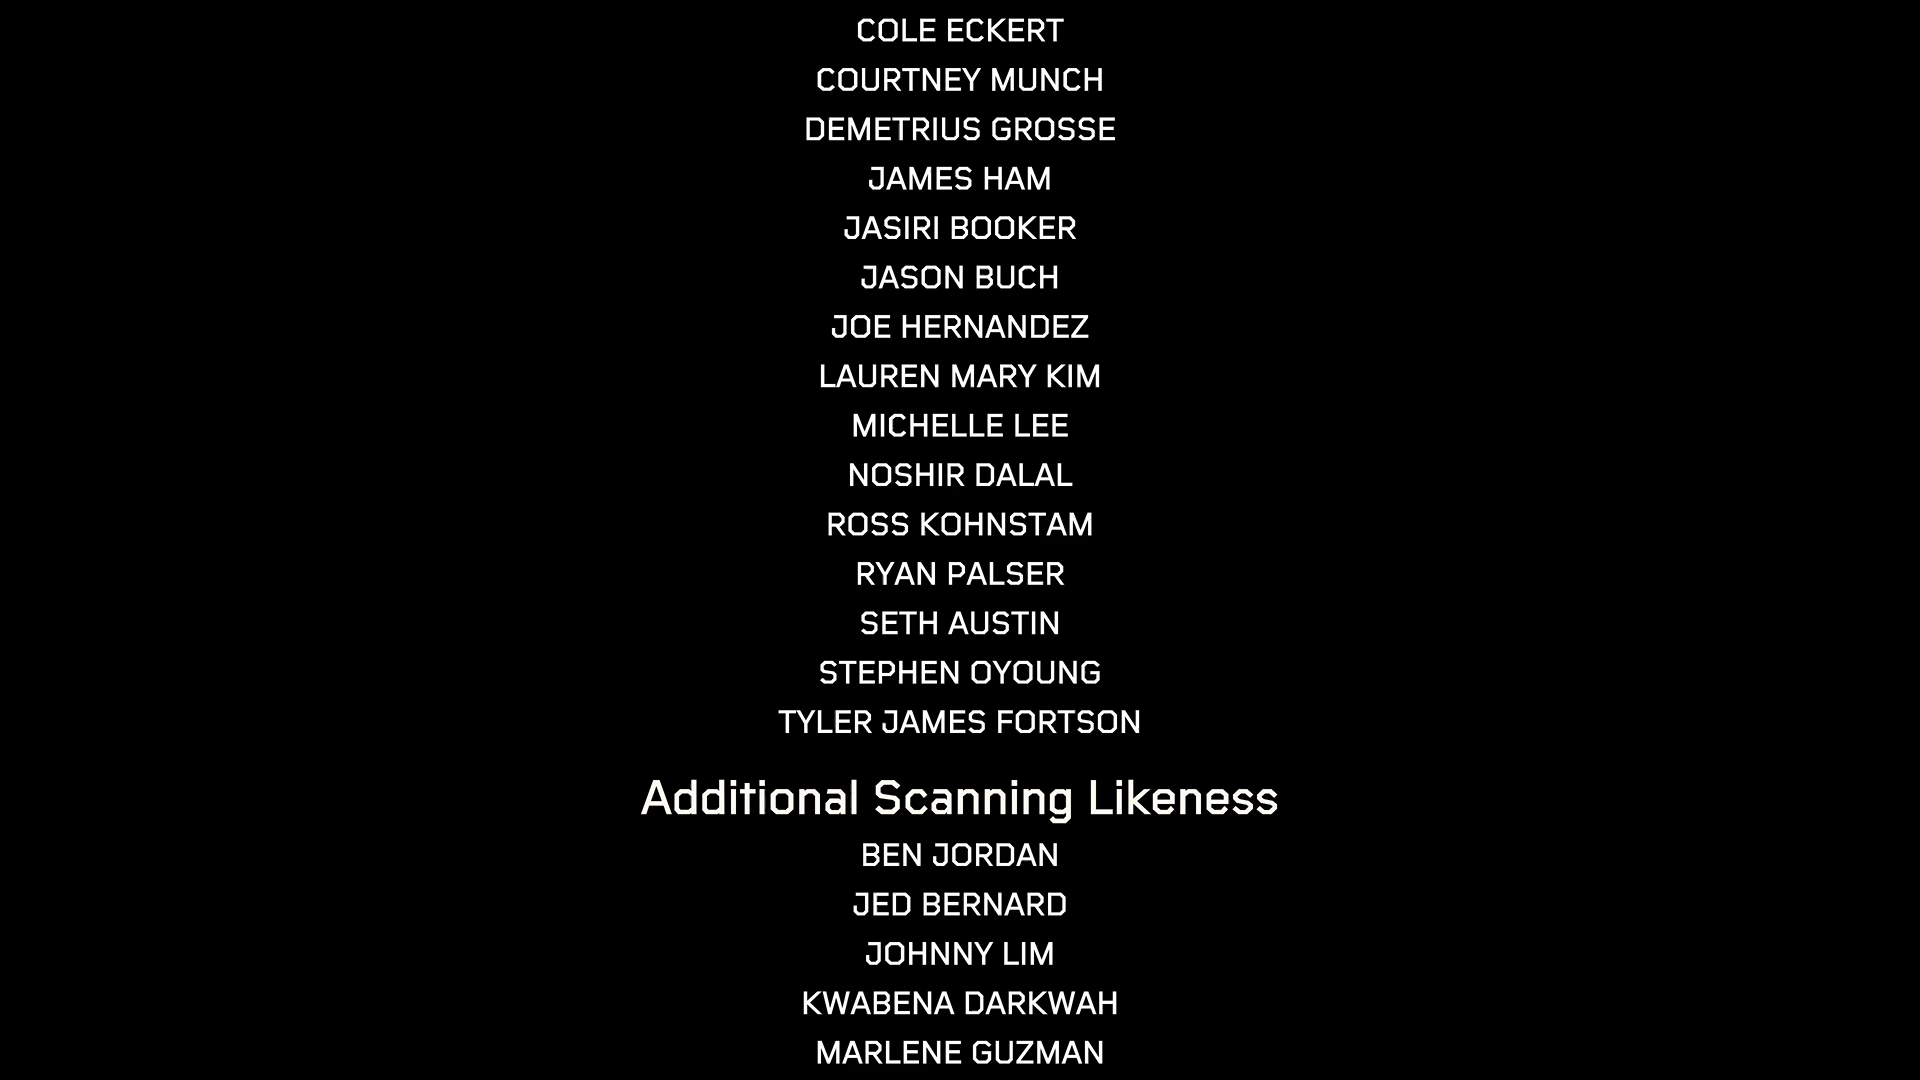 COLE ECKERT
COURTNEY MUNCH
DEMETRIUS GROSSE
JAMES HAM
JASIRI BOOKER
JASON BUCH
JOE HERNANDEZ
LAUREN MARY KIM
MICHELLE LEE
NOSHIR DALAL
ROSS KOHNSTAM
RYAN PALSER
SETH AUSTIN
STEPHEN OYOUNG
TYLER JAMES FORTSON
Additional Scanning Likeness
BEN JORDAN
JED BERNARD
JOHNNY LIM
KWABENA DARKWAH
MARLENE GUZMAN